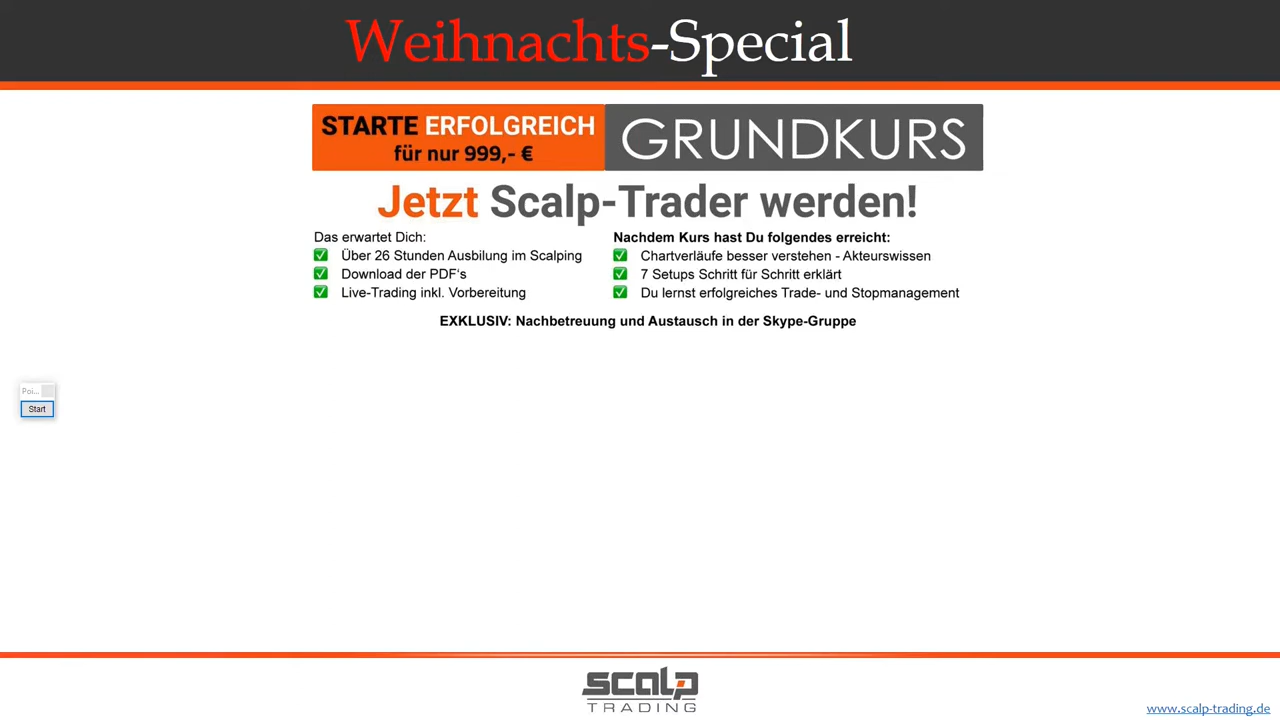 Weihnachts-Special
STARTE ERFOLGREICH
für nur 999,- €
GRUNDKURS
Jetzt Scalp-Trader werden!
Das erwartet Dich:
Über 26 Stunden Ausbilung im Scalping
Download der PDF's
Live-Trading inkl. Vorbereitung
Nachdem Kurs hast Du folgendes erreicht:
Chartverläufe besser verstehen - Akteurswissen
7 Setups Schritt für Schritt erklärt
Du lernst erfolgreiches Trade- und Stopmanagement
EXKLUSIV: Nachbetreuung und Austausch in der Skype-Gruppe
Poi...
Start
scalp
TRADING
www.scalp-trading.de